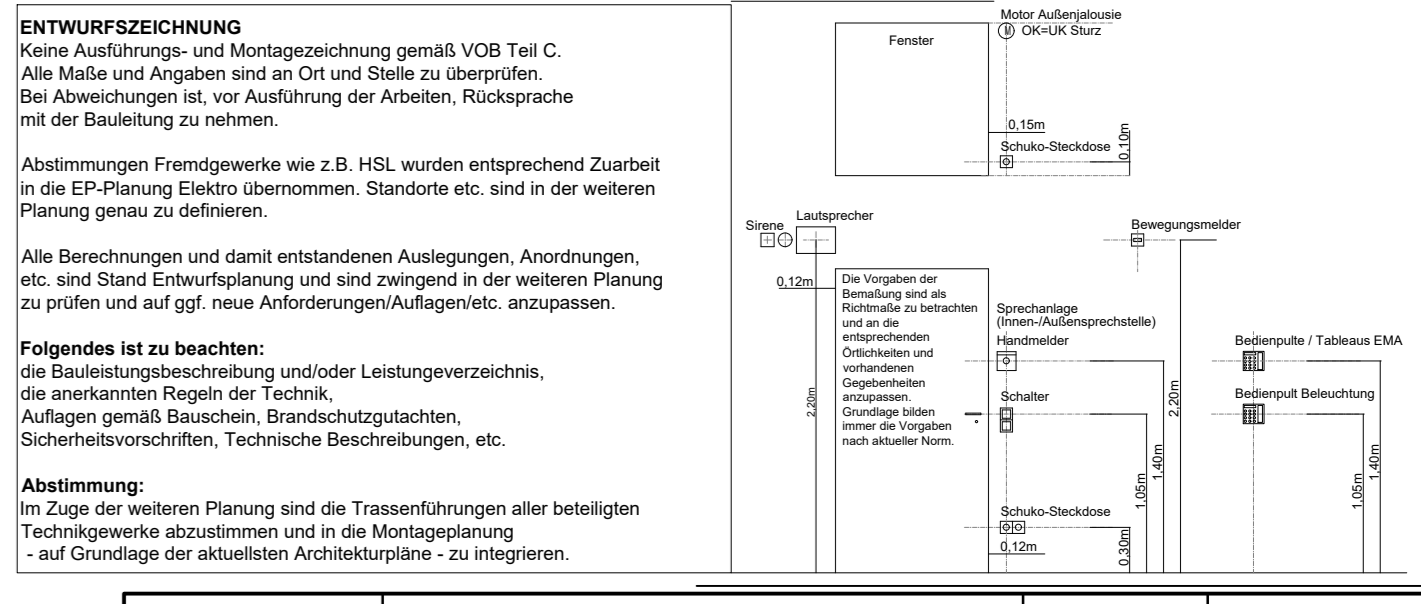 ENTWURFSZEICHNUNG
Keine Ausführungs- und Montagezeichnung gemäß VOB Teil C.
Alle Maße und Angaben sind an Ort und Stelle zu überprüfen.
Bei Abweichungen ist, vor Ausführung der Arbeiten, Rücksprache
mit der Bauleitung zu nehmen.
Abstimmungen Fremdgewerke wie z.B. HSL wurden entsprechend Zuarbeit
in die EP-Planung Elektro übernommen. Standorte etc. sind in der weiteren
Planung genau zu definieren.
Alle Berechnungen und damit entstandenen Auslegungen, Anordnungen,
etc. sind Stand Entwurfsplanung und sind zwingend in der weiteren Planung
zu prüfen und auf ggf. neue Anforderungen/Auflagen/etc. anzupassen.
Folgendes ist zu beachten:
die Bauleistungsbeschreibung und/oder Leistungeverzeichnis,
die anerkannten Regeln der Technik,
Auflagen gemäß Bauschein, Brandschutzgutachten,
Sicherheitsvorschriften, Technische Beschreibungen, etc.
Abstimmung:
Im Zuge der weiteren Planung sind die Trassenführungen aller beteiligten
Technikgewerke abzustimmen und in die Montageplanung
- auf Grundlage der aktuellsten Architekturpläne - zu integrieren.
Fenster
Motor Außenjalousie
M
OK=UK Sturz
0,15m
0,10m
Schuko-Steckdose
Sirene
Lautsprecher
0,12m
2,20m
Die Vorgaben der
Bemaßung sind als
Richtmaße zu betrachten
und an die
entsprechenden
Örtlichkeiten und
vorhandenen
Gegebenheiten
anzupassen.
Grundlage bilden
immer die Vorgaben
nach aktueller Norm.
Sprechanlage
(Innen-/Außensprechstelle)
Handmelder
Schalter
Schuko-Steckdose
0,12m
0,30m
1,05m
1,40m
Bewegungsmelder
2,20m
Bedienpulte / Tableaus EMA
Bedienpult Beleuchtung
1,05m
1,40m